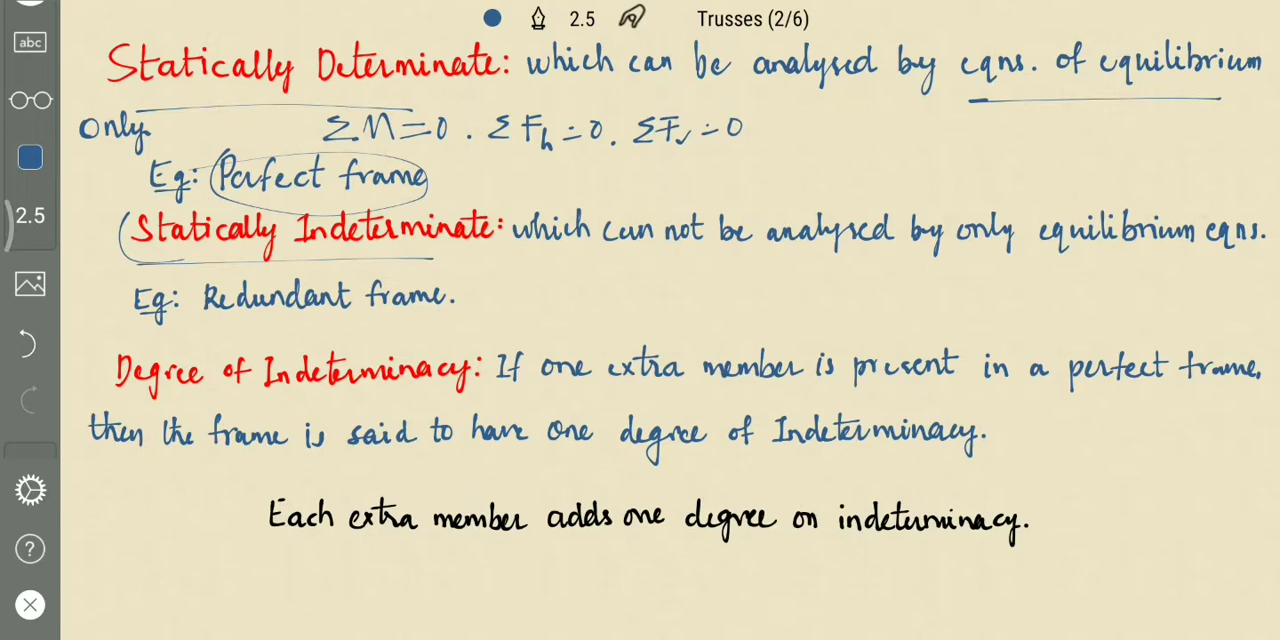 2.5 Trusses (2/6)
abc
2.5
Statically Determinate: which can be analysed by eqns. of equilibrium
only. ΣM=0. ΣFh=0. ΣFv=0
Eg: Perfect frame
Statically Indeterminate: which can not be analysed by only equilibrium eqns.
Eg: Redundant frame.
Degree of Indeterminacy: If one extra member is present in a perfect frame,
then the frame is said to have one degree of Indeterminacy.
Each extra member adds one degree on indeterminacy.